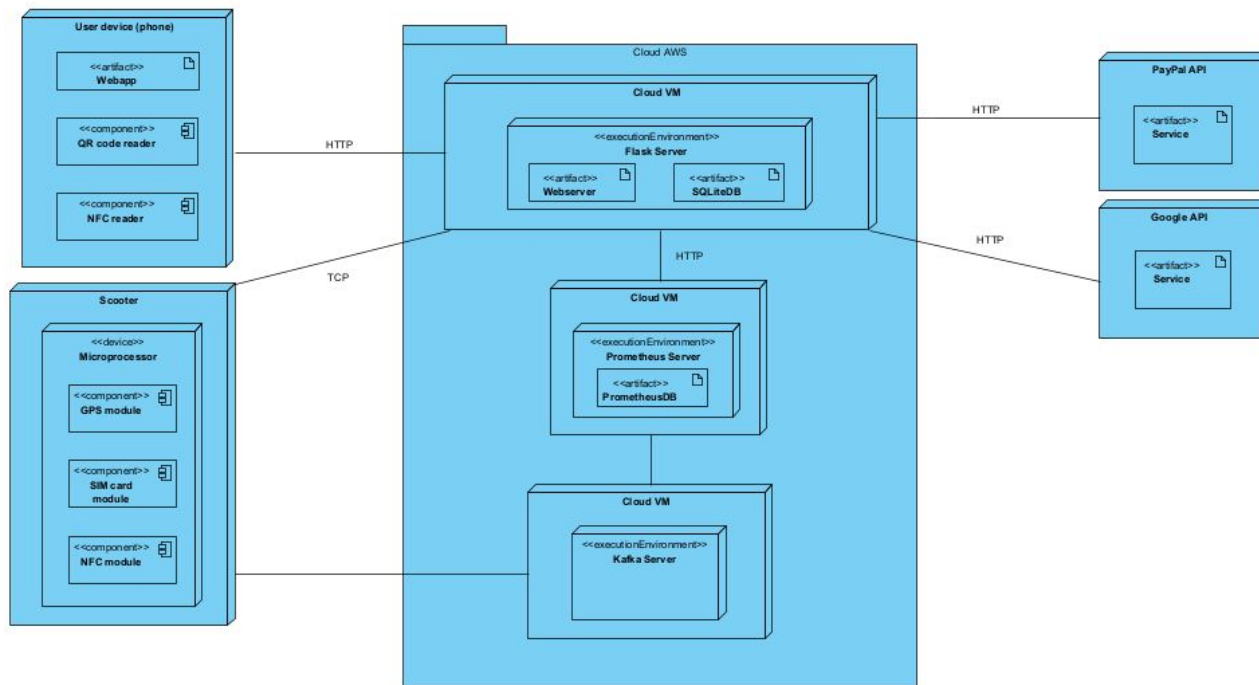 User device (phone)
<<artifact>>
Webapp
<<component>>
QR code reader
<<component>>
NFC reader
HTTP
Scooter
<<device>>
Microprocessor
<<component>>
GPS module
<<component>>
SIM card
module
<<component>>
NFC module
TCP
Cloud AWS
Cloud VM
<<executionEnvironment>>
Flask Server
<<artifact>>
Webserver
<<artifact>>
SQLiteDB
HTTP
Cloud VM
<<executionEnvironment>>
Prometheus Server
<<artifact>>
PrometheusDB
Cloud VM
<<executionEnvironment>>
Kafka Server
HTTP
PayPal API
<<artifact>>
Service
HTTP
Google API
<<artifact>>
Service